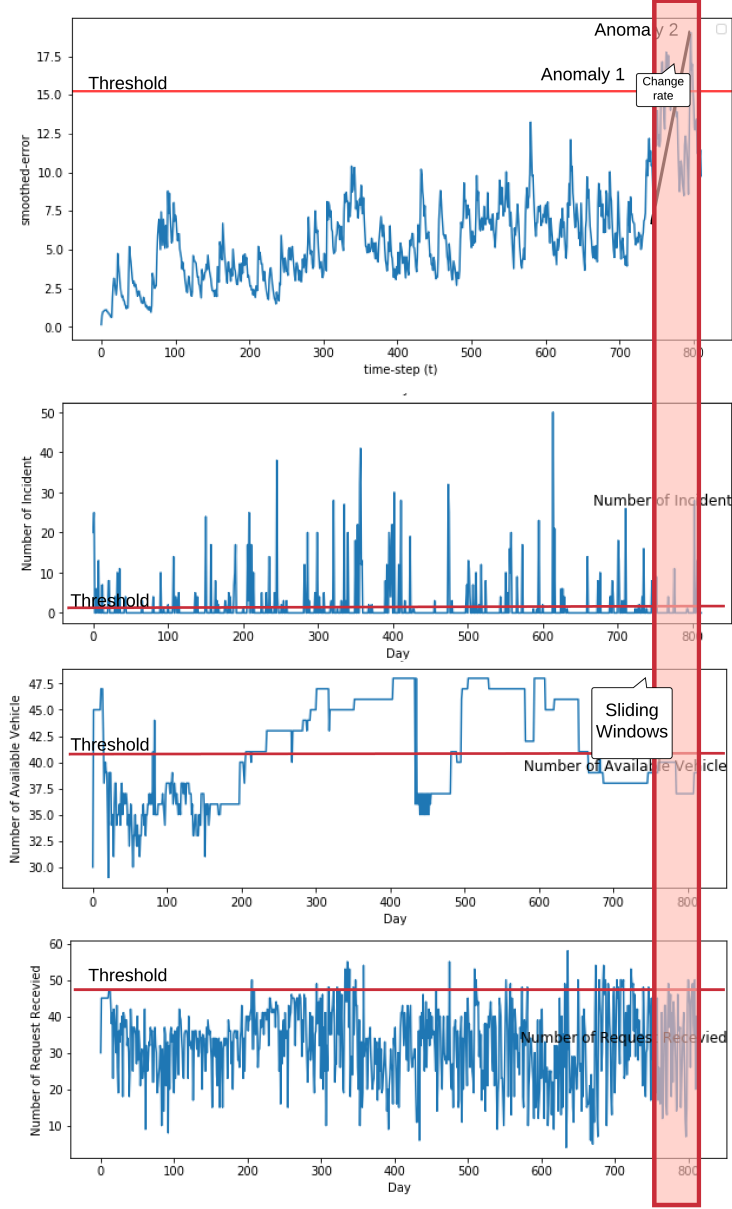 Anomaly 2
Anomaly 1
Threshold
Change
rate
17.5
15.0
12.5
10.0
7.5
5.0
2.5
0.0
smoothed-error
0 100 200 300 400 500 600 700 800
time-step (t)
50
40
30
20
10
0
Number of Incident
Number of Incident
Threshold
0 100 200 300 400 500 600 700 800
Day
47.5
45.0
42.5
40.0
37.5
35.0
32.5
30.0
Number of Available Vehicle
Threshold
Sliding
Windows
Number of Available Vehicle
0 100 200 300 400 500 600 700 800
Day
60
50
40
30
20
10
Number of Request Recevied
Threshold
Number of Request Recevied
0 100 200 300 400 500 600 700 800
Day